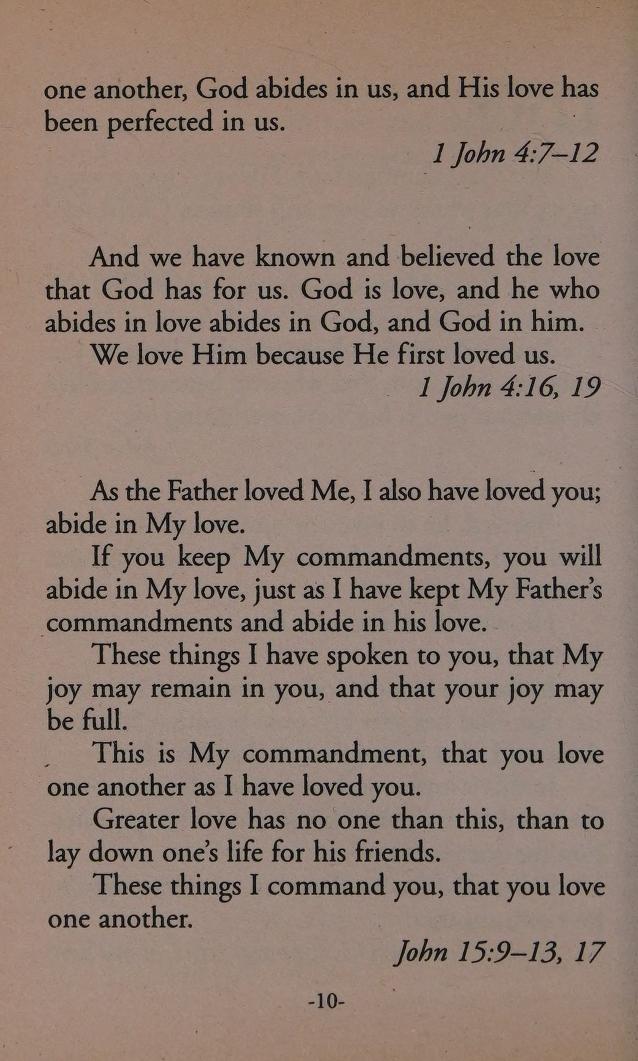 one another, God abides in us, and His love has
been perfected in us.
1 John 4:7–12
And we have known and believed the love
that God has for us. God is love, and he who
abides in love abides in God, and God in him.
We love Him because He first loved us.
1 John 4:16, 19
As the Father loved Me, I also have loved you;
abide in My love.
If you keep My commandments, you will
abide in My love, just as I have kept My Father’s
commandments and abide in his love.
These things I have spoken to you, that My
joy may remain in you, and that your joy may
be full.
This is My commandment, that you love
one another as I have loved you.
Greater love has no one than this, than to
lay down one’s life for his friends.
These things I command you, that you love
one another.
John 15:9–13, 17
-10-